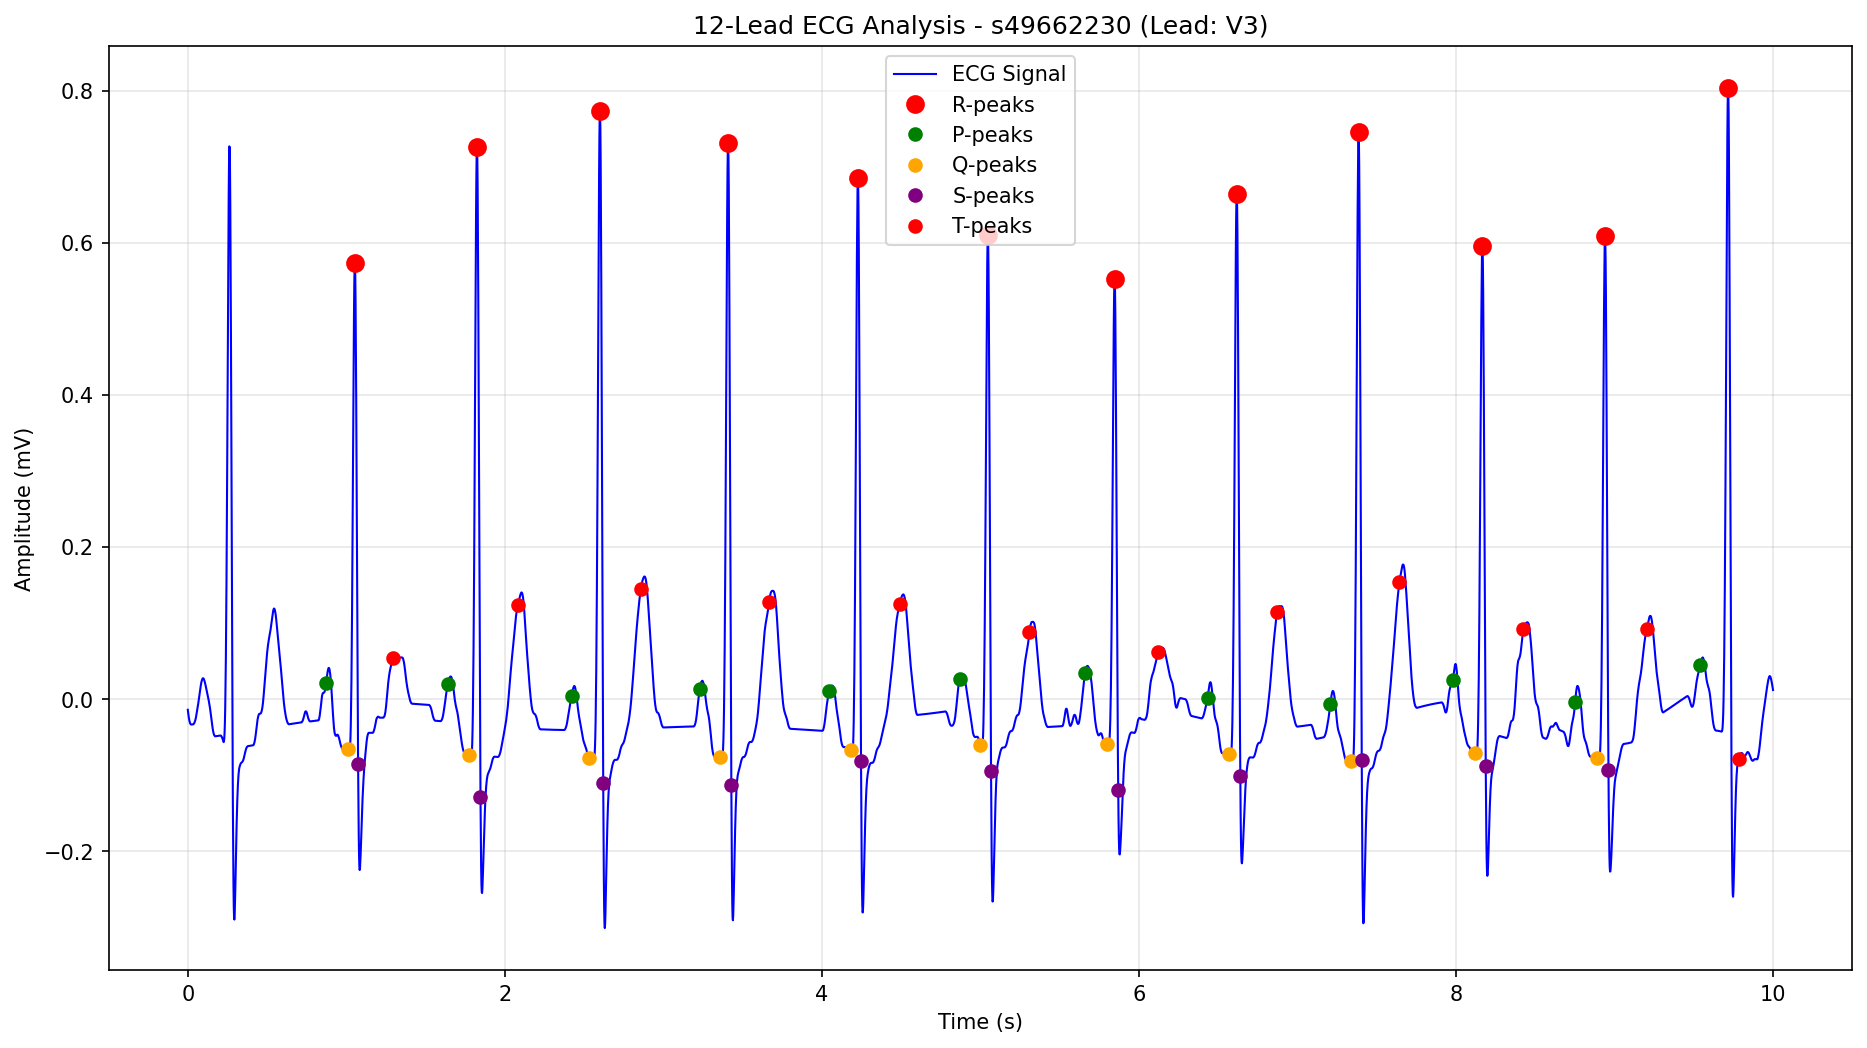 12-Lead ECG Analysis - s49662230 (Lead: V3)
ECG Signal
R-peaks
P-peaks
Q-peaks
S-peaks
T-peaks
Amplitude (mV)
0.8
0.6
0.4
0.2
0.0
−0.2
0 2 4 6 8 10
Time (s)